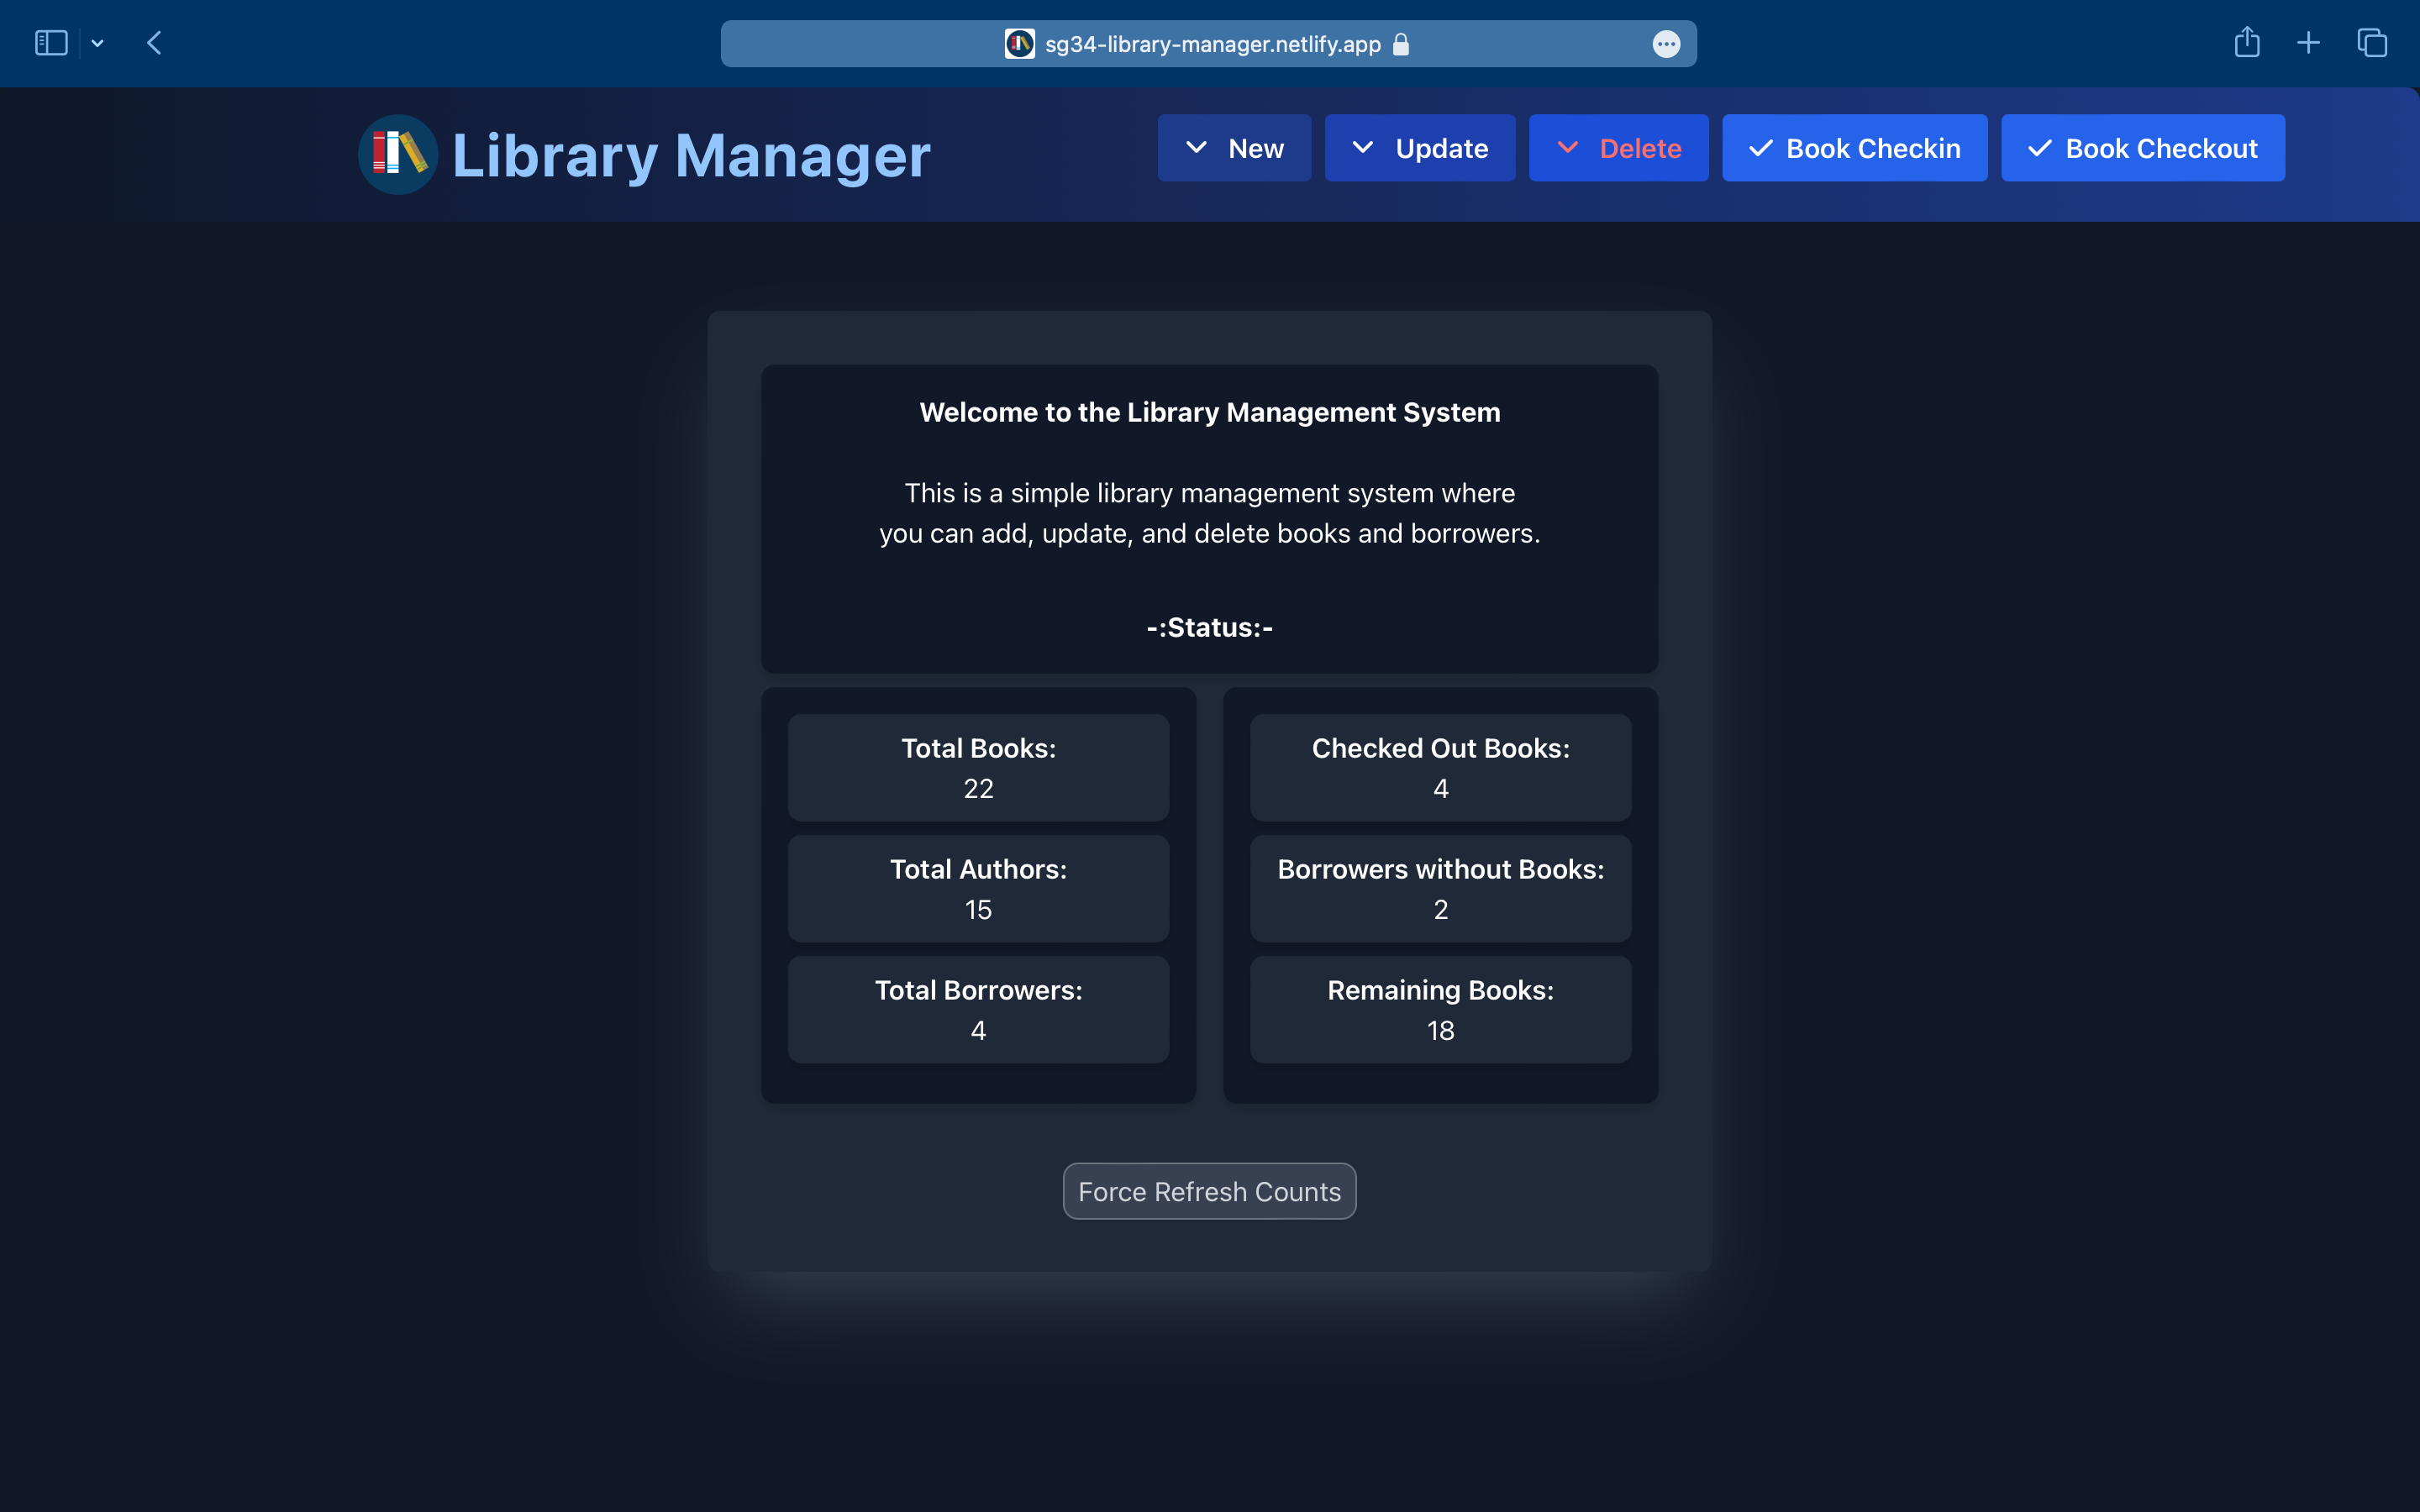 sg34-library-manager.netlify.app
Library Manager
New
Update
Delete
Book Checkin
Book Checkout
Welcome to the Library Management System
This is a simple library management system where
you can add, update, and delete books and borrowers.
-:Status:-
Total Books:
22
Total Authors:
15
Total Borrowers:
4
Checked Out Books:
4
Borrowers without Books:
2
Remaining Books:
18
Force Refresh Counts